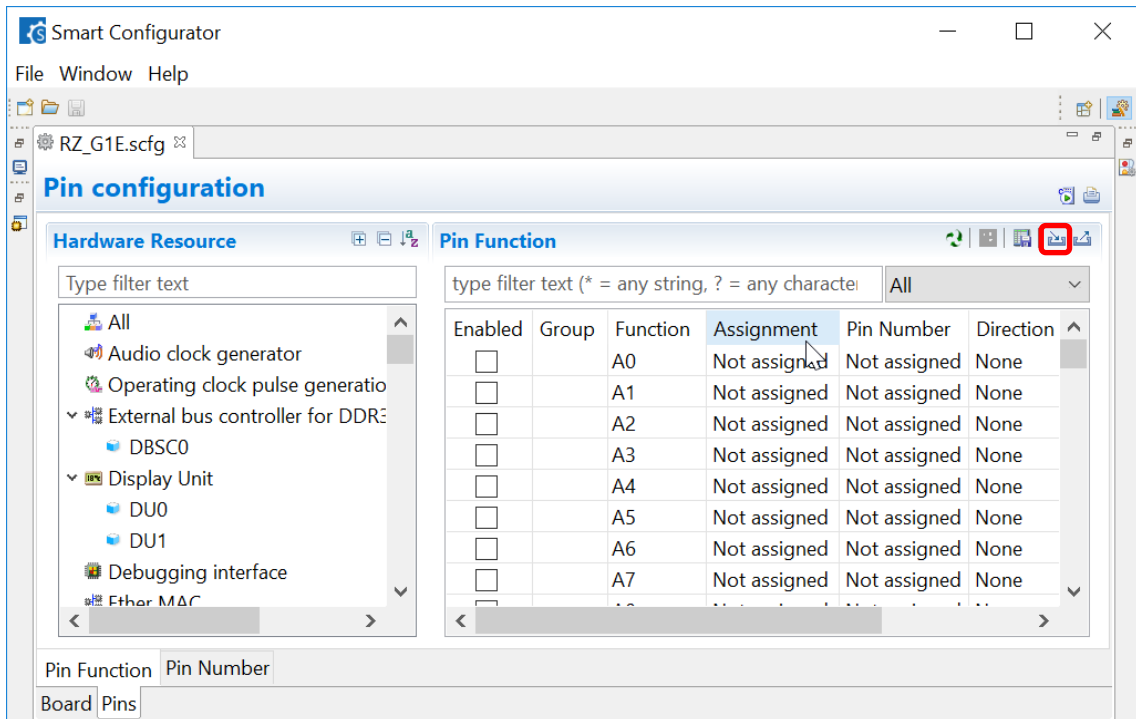 Smart Configurator
File Window Help
RZ_G1E.scfg
Pin configuration
Hardware Resource
Type filter text
All
Audio clock generator
Operating clock pulse generatio
External bus controller for DDR3
DBSC0
Display Unit
DU0
DU1
Debugging interface
Ether MAC
Pin Function
type filter text (* = any string, ? = any character
All
Enabled Group Function Assignment Pin Number Direction
A0 Not assigned Not assigned None
A1 Not assigned Not assigned None
A2 Not assigned Not assigned None
A3 Not assigned Not assigned None
A4 Not assigned Not assigned None
A5 Not assigned Not assigned None
A6 Not assigned Not assigned None
A7 Not assigned Not assigned None
Pin Function Pin Number
Board Pins